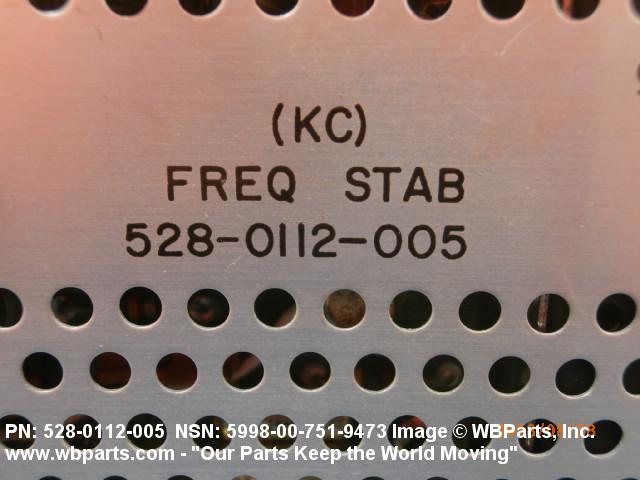 (KC)
FREQ STAB
528-0112-005
PN: 528-0112-005 NSN: 5998-00-751-9473 Image © WBParts, Inc.
www.wbparts.com - "Our Parts Keep the World Moving"